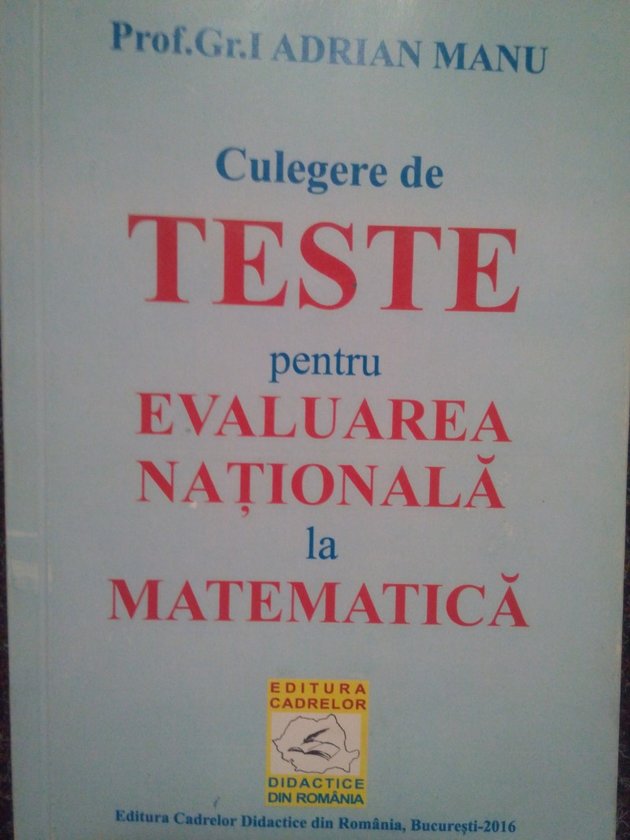 Prof.Gr.I ADRIAN MANU
Culegere de
TESTE
pentru
EVALUAREA
NAȚIONALĂ
la
MATEMATICĂ
EDITURA
CADRELOR
DIDACTICE
DIN ROMÂNIA
Editura Cadrelor Didactice din România, București-2016